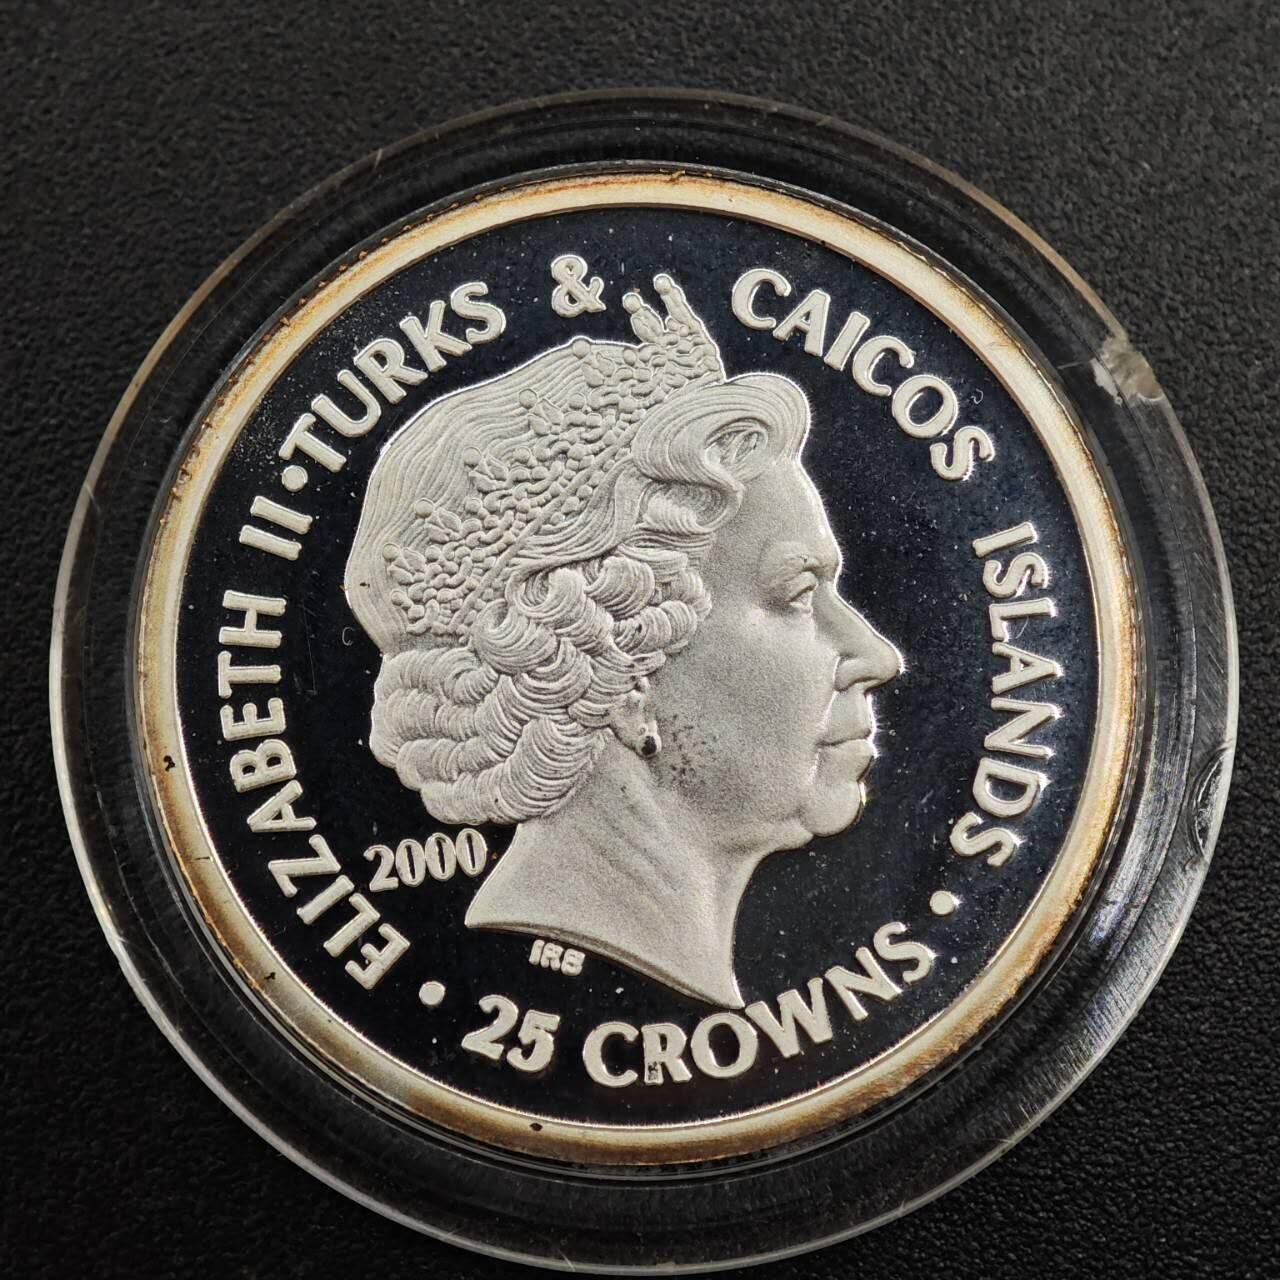 ELIZABETH II • TURKS & CAICOS ISLANDS • 25 CROWNS •
2000
IRB